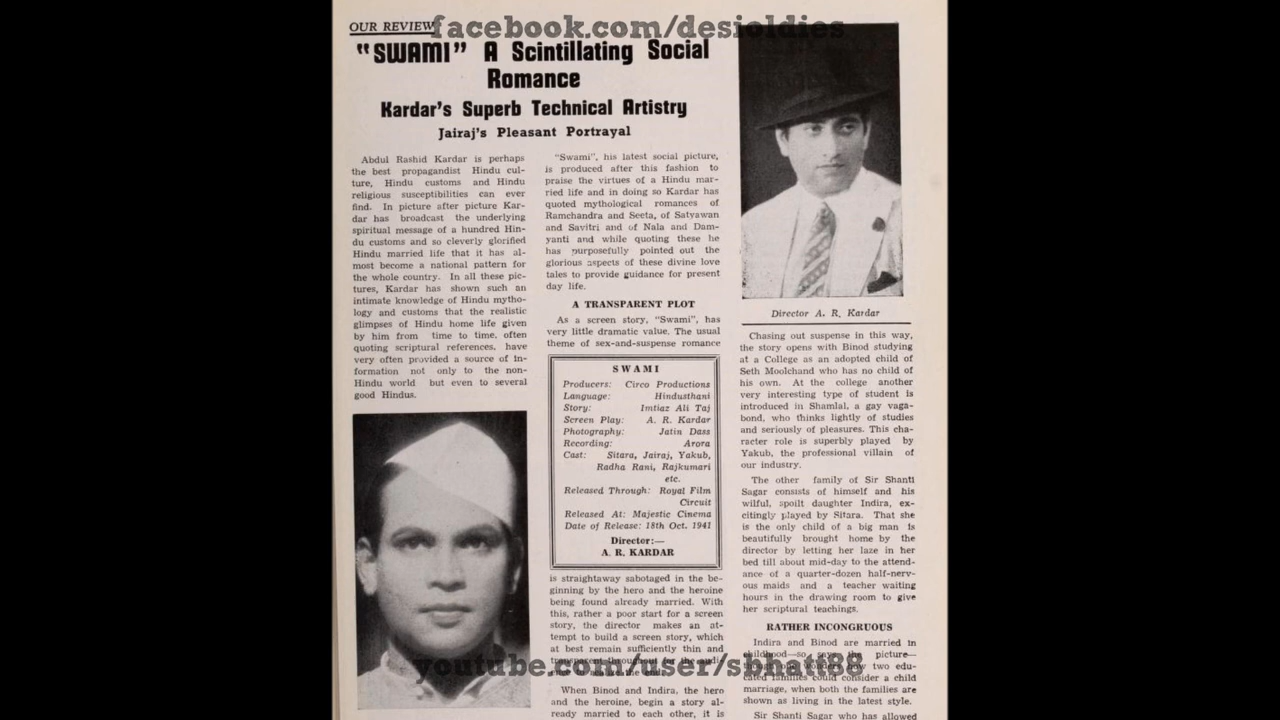 facebook.com/desioldies
OUR REVIEW
"SWAMI" A Scintillating Social
Romance
Kardar's Superb Technical Artistry
Jairaj's Pleasant Portrayal
Abdul Rashid Kardar is perhaps
the best propagandist Hindu cul-
ture, Hindu customs and Hindu
religious susceptibilities can ever
find. In picture after picture Kar-
dar has broadcast the underlying
spiritual message of a hundred Hin-
du customs and so cleverly glorified
Hindu married life that it has al-
most become a national pattern for
the whole country. In all these pic-
tures, Kardar has shown such an
intimate knowledge of Hindu mytho-
logy and customs that the realistic
glimpses of Hindu home life given
by him from time to time, often
quoting scriptural references, have
very often provided a source of in-
formation not only to the non-
Hindu world but even to several
good Hindus.
"Swami", his latest social picture,
is produced after this fashion to
praise the virtues of a Hindu mar-
ried life and in doing so Kardar has
quoted mythological romances of
Ramchandra and Seeta, of Satyawan
and Savitri and of Nala and Dam-
yanti and while quoting these he
has purposefully pointed out the
glorious aspects of these divine love
tales to provide guidance for present
day life.
A TRANSPARENT PLOT
As a screen story, "Swami", has
very little dramatic value. The usual
theme of sex-and-suspense romance
SWAMI
Producers: Circo Productions
Language: Hindusthani
Story: Imtiaz Ali Taj
Screen Play: A. R. Kardar
Photography: Jatin Dass
Recording: Arora
Cast: Sitara, Jairaj, Yakub,
Radha Rani, Rajkumari
etc.
Released Through: Royal Film
Circuit
Released At: Majestic Cinema
Date of Release: 18th Oct. 1941
Director:—
A. R. KARDAR
is straightaway sabotaged in the be-
ginning by the hero and the heroine
being found already married. With
this, rather a poor start for a screen
story, the director makes an at-
tempt to build a screen story, which
at best remain sufficiently thin and
transparent throughout for the audi-
When Binod and Indira, the hero
and the heroine, begin a story al-
ready married to each other, it is
Director A. R. Kardar
Chasing out suspense in this way,
the story opens with Binod studying
at a College as an adopted child of
Seth Moolchand who has no child of
his own. At the college another
very interesting type of student is
introduced in Shamlal, a gay vaga-
bond, who thinks lightly of studies
and seriously of pleasures. This cha-
racter role is superbly played by
Yakub, the professional villain of
our industry.
The other family of Sir Shanti
Sagar consists of himself and his
wilful, spoilt daughter Indira, ex-
citingly played by Sitara. That she
is the only child of a big man is
beautifully brought home by the
director by letting her laze in her
bed till about mid-day to the attend-
ance of a quarter-dozen half-nerv-
ous maids and a teacher waiting
hours in the drawing room to give
her scriptural teachings.
RATHER INCONGRUOUS
Indira and Binod are married in
childhood—so says the picture—
though one wonders how two edu-
cated families could consider a child
marriage, when both the families are
shown as living in the latest style.
Sir Shanti Sagar who has allowed
youtube.com/user/sbhatt88